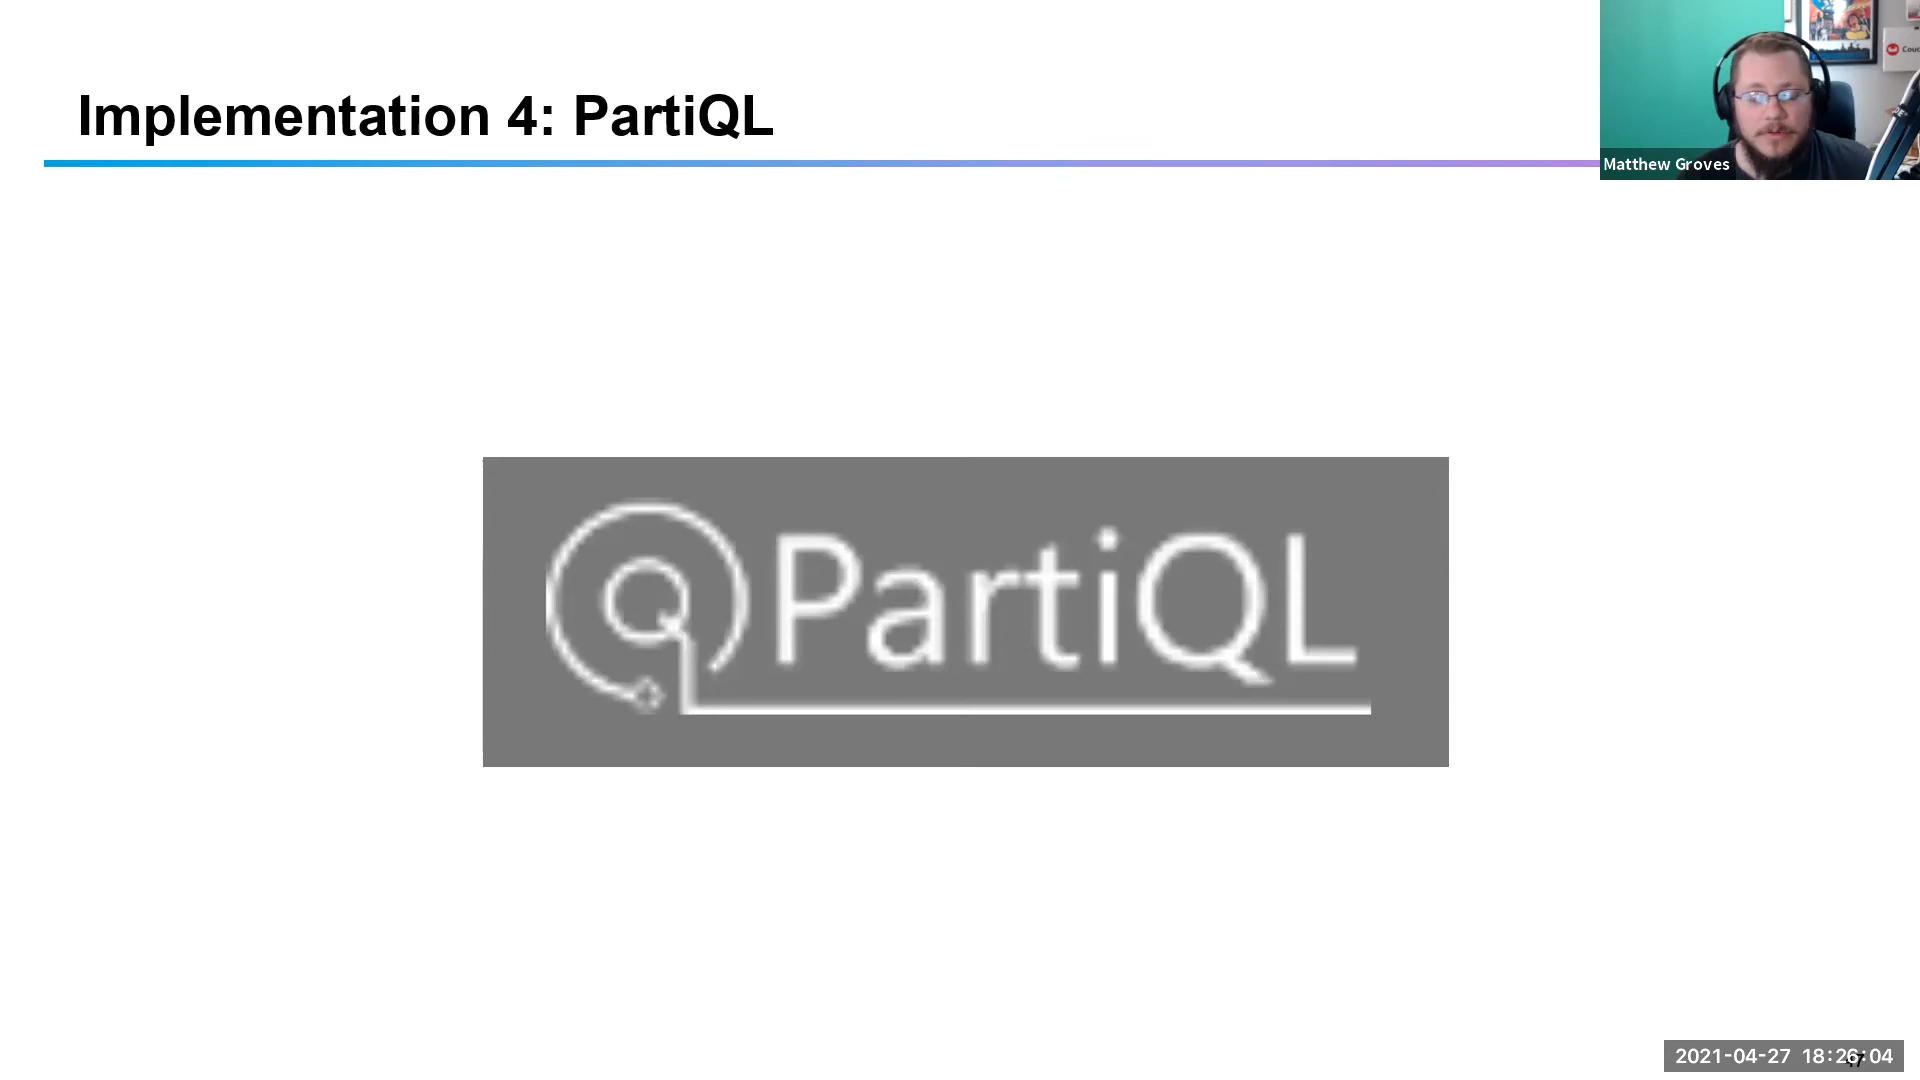 Implementation 4: PartiQL
Matthew Groves
PartiQL
2021-04-27 18:26:04